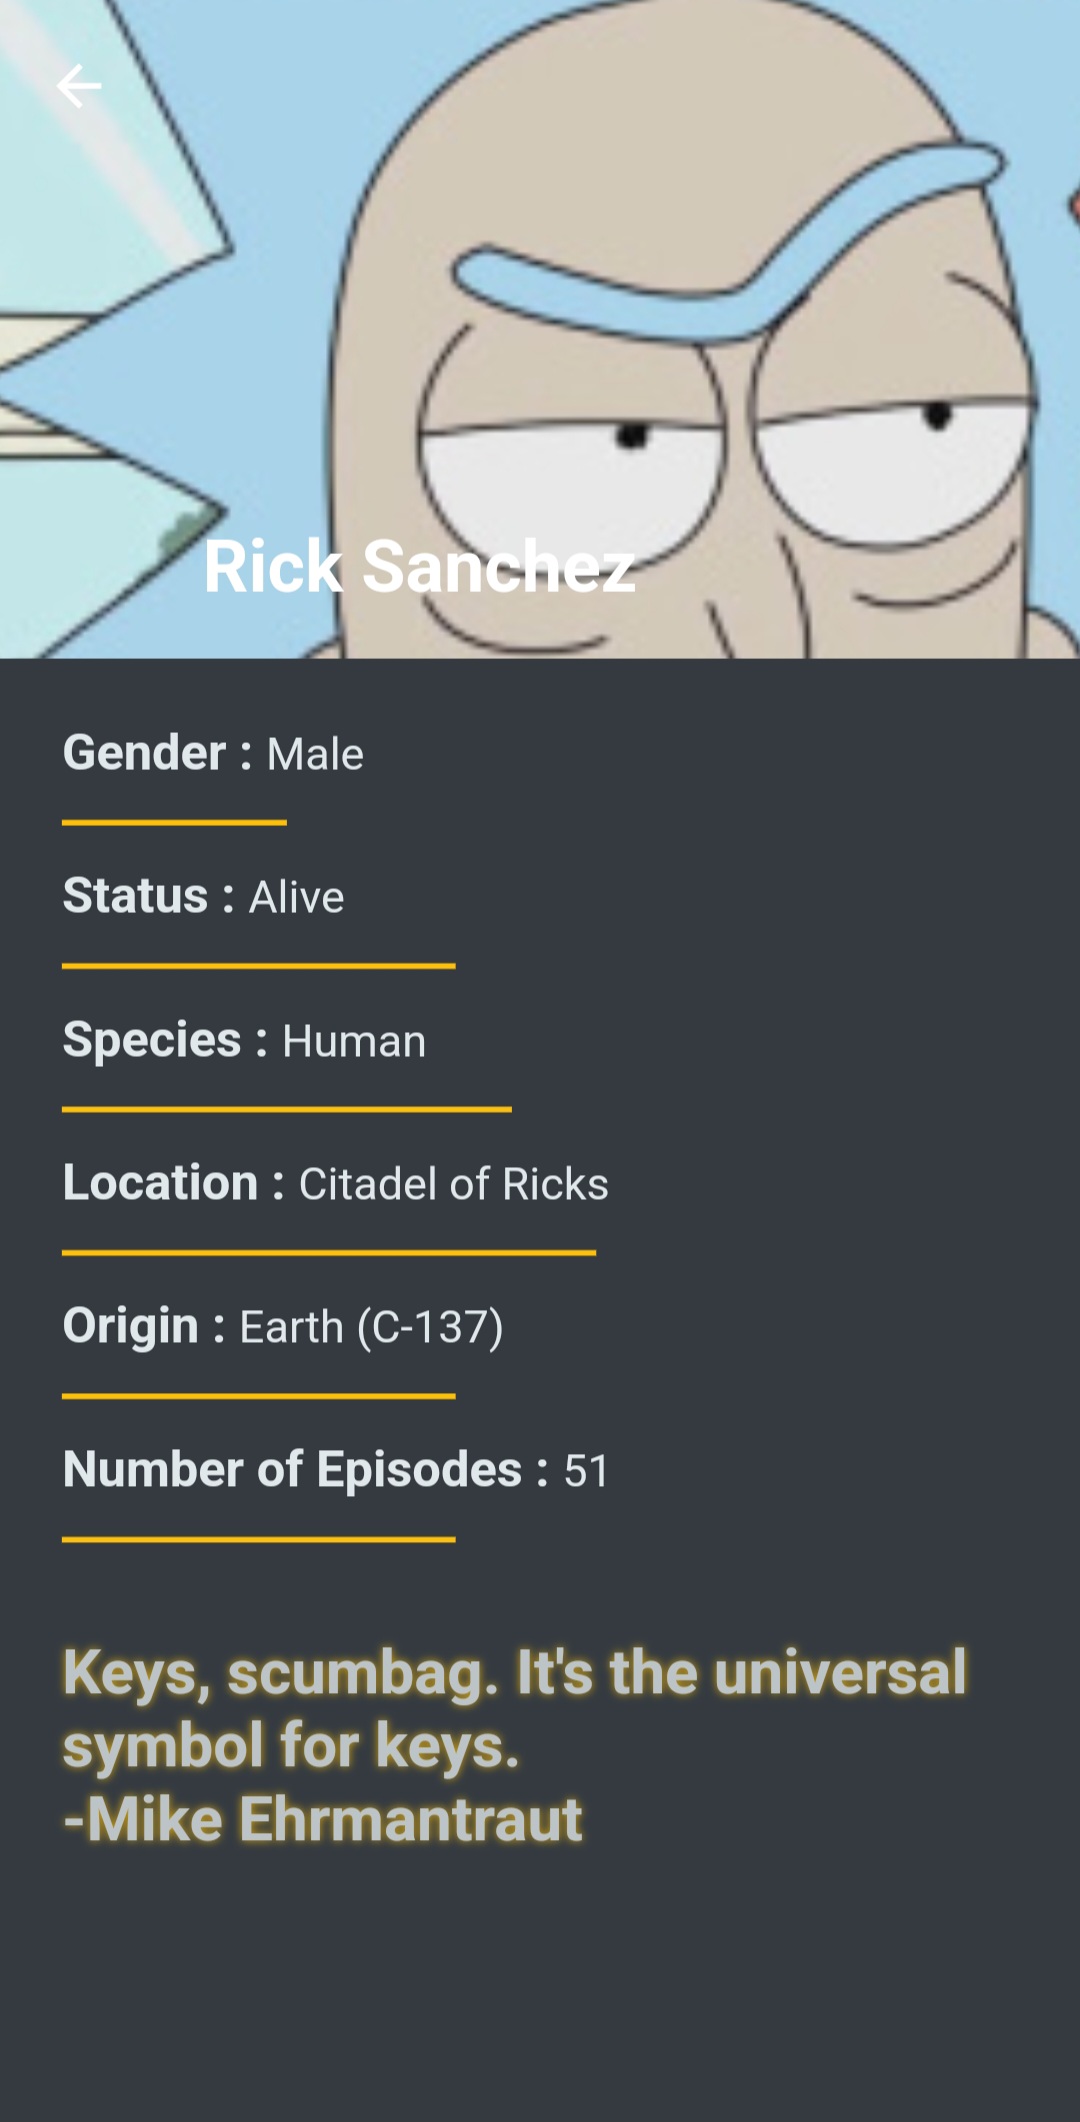 Rick Sanchez
Gender : Male
Status : Alive
Species : Human
Location : Citadel of Ricks
Origin : Earth (C-137)
Number of Episodes : 51
Keys, scumbag. It's the universal
symbol for keys.
-Mike Ehrmantraut